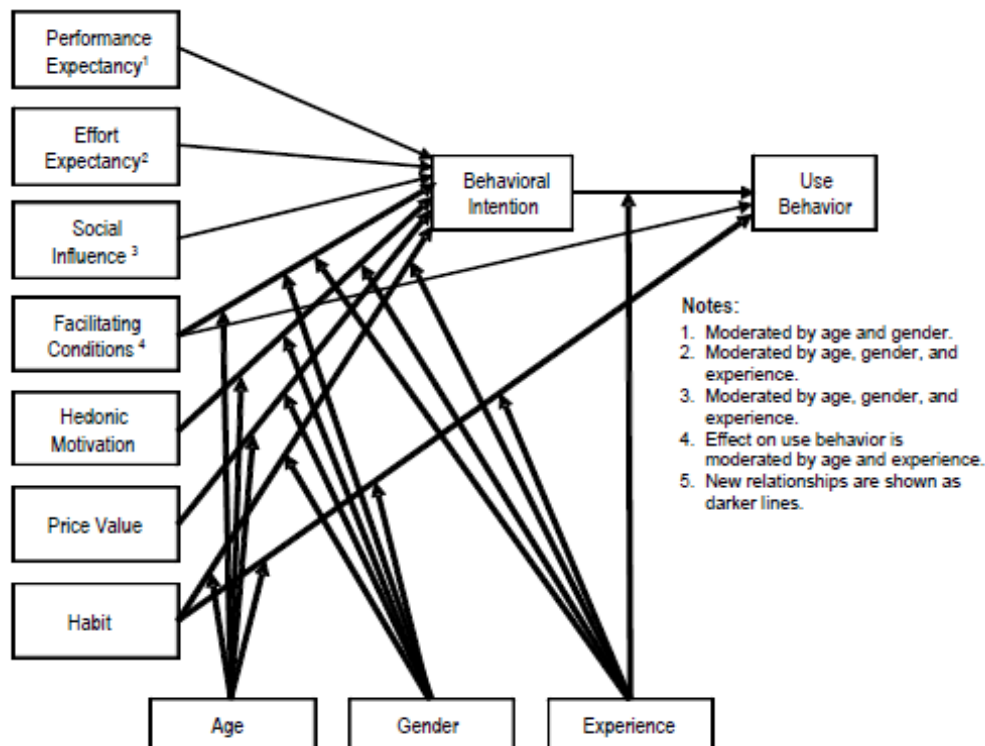 Performance
Expectancy¹
Effort
Expectancy²
Social
Influence ³
Facilitating
Conditions ⁴
Hedonic
Motivation
Price Value
Habit
Behavioral
Intention
Use
Behavior
Notes:
1. Moderated by age and gender.
2. Moderated by age, gender, and
experience.
3. Moderated by age, gender, and
experience.
4. Effect on use behavior is
moderated by age and experience.
5. New relationships are shown as
darker lines.
Age
Gender
Experience